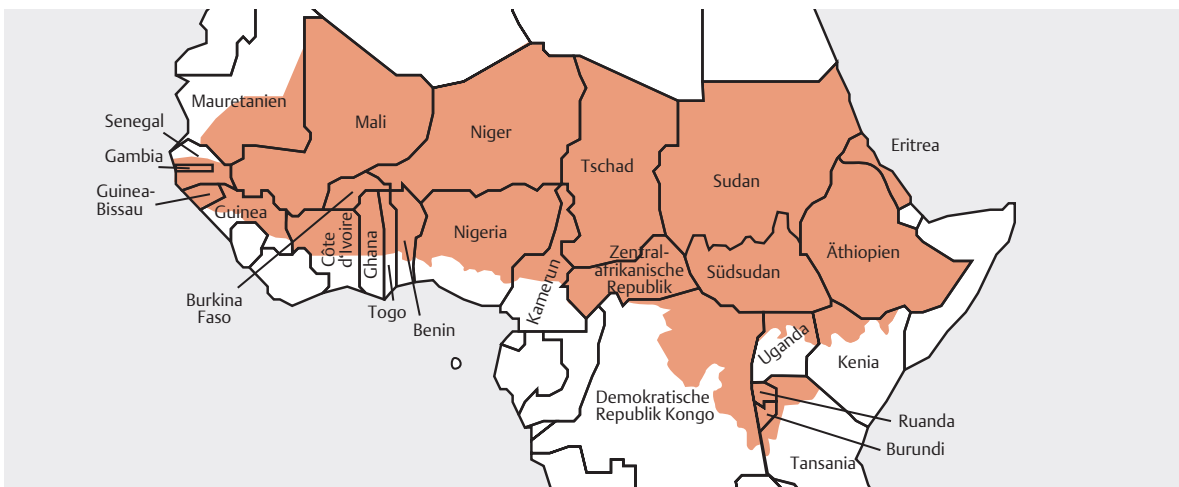 Mauretanien
Senegal
Gambia
Guinea-
Bissau
Guinea
Mali
Niger
Tschad
Sudan
Eritrea
Côte
d'Ivoire
Ghana
Nigeria
Kamerun
Zentral-
afrikanische
Republik
Südsudan
Äthiopien
Burkina
Faso
Togo
Benin
Uganda
Kenia
Demokratische
Republik Kongo
Ruanda
Burundi
Tansania